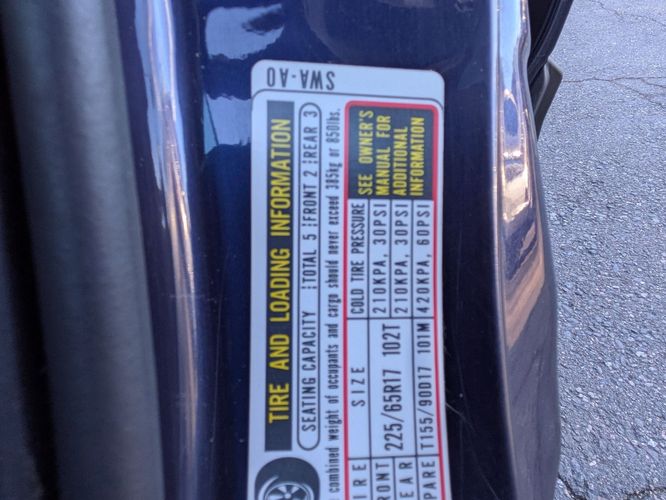 SWA-A0
TIRE AND LOADING INFORMATION
SEATING CAPACITY TOTAL 5 FRONT 2 REAR 3
combined weight of occupants and cargo should never exceed 385kg or 850lbs.
IRE SIZE COLD TIRE PRESSURE SEE OWNER'S MANUAL FOR ADDITIONAL INFORMATION
RONT 225/65R17 102T 210KPA, 30PSI
EAR 210KPA, 30PSI
PARE T155/90D17 101M 420KPA, 60PSI